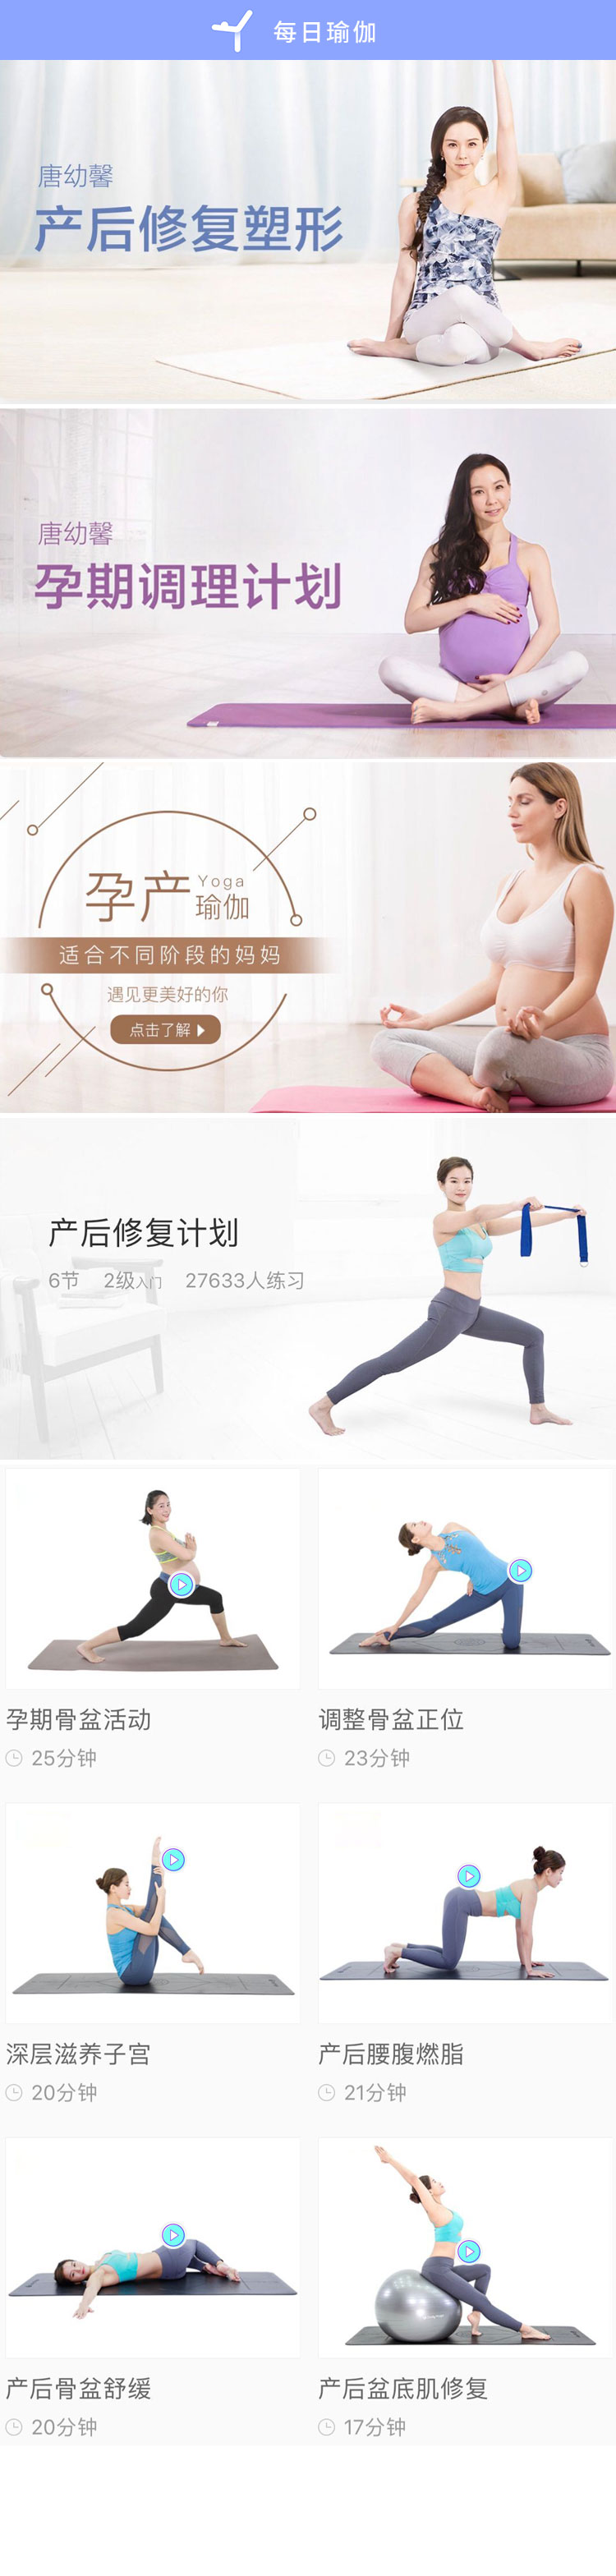 每日瑜伽
唐幼馨
产后修复塑形
唐幼馨
孕期调理计划
孕产 Yoga 瑜伽
适合不同阶段的妈妈
遇见更美好的你
点击了解
产后修复计划
6节 2级入门 27633人练习
孕期骨盆活动
25分钟
调整骨盆正位
23分钟
深层滋养子宫
20分钟
产后腰腹燃脂
21分钟
产后骨盆舒缓
20分钟
产后盆底肌修复
17分钟